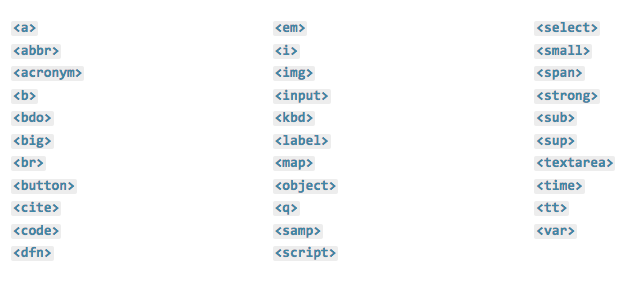 <a>
<abbr>
<acronym>
<b>
<bdo>
<big>
<br>
<button>
<cite>
<code>
<dfn>
<em>
<i>
<img>
<input>
<kbd>
<label>
<map>
<object>
<q>
<samp>
<script>
<select>
<small>
<span>
<strong>
<sub>
<sup>
<textarea>
<time>
<tt>
<var>